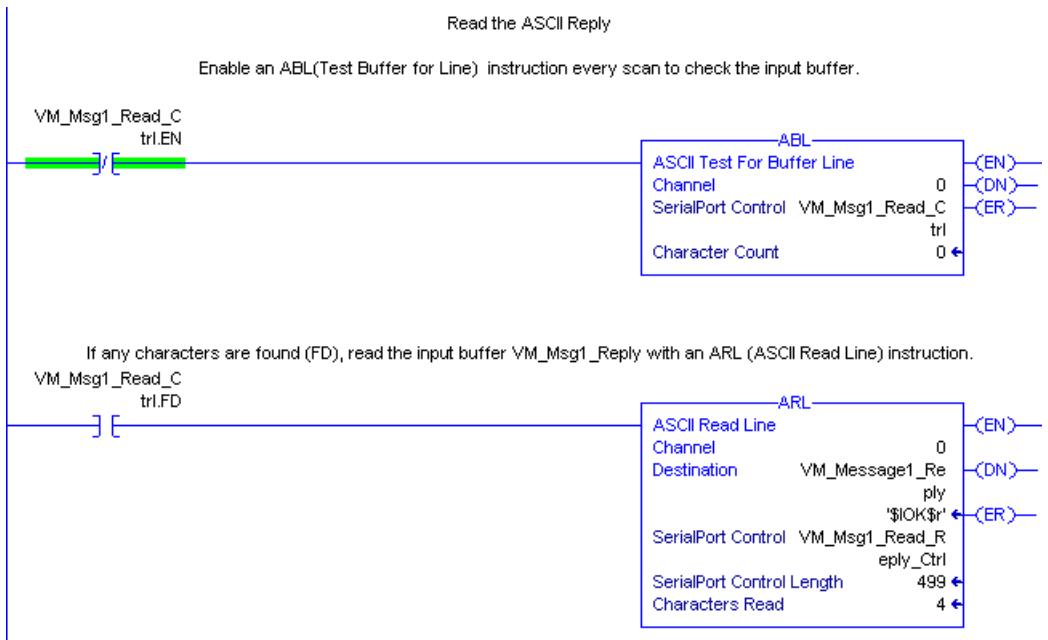 Read the ASCII Reply
Enable an ABL(Test Buffer for Line)  instruction every scan to check the input buffer.
VM_Msg1_Read_C
trl.EN
/
ABL
ASCII Test For Buffer Line
(EN)
Channel 0
(DN)
SerialPort Control VM_Msg1_Read_C
trl
(ER)
Character Count 0
If any characters are found (FD), read the input buffer VM_Msg1_Reply with an ARL (ASCII Read Line) instruction.
VM_Msg1_Read_C
trl.FD
ARL
ASCII Read Line
(EN)
Channel 0
Destination VM_Message1_Re
ply
(DN)
'$lOK$r'
(ER)
SerialPort Control VM_Msg1_Read_R
eply_Ctrl
SerialPort Control Length 499
Characters Read 4